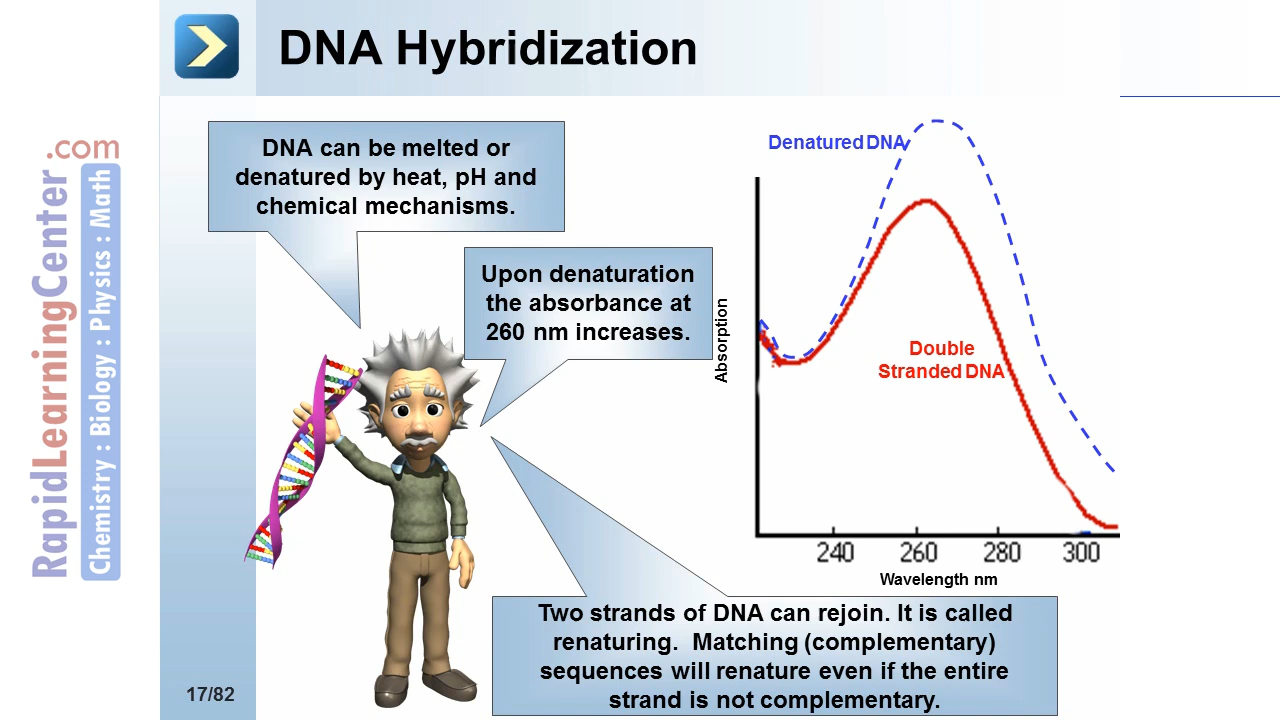 DNA Hybridization
RapidLearningCenter.com
Chemistry : Biology : Physics : Math
DNA can be melted or
denatured by heat, pH and
chemical mechanisms.
Upon denaturation
the absorbance at
260 nm increases.
Denatured DNA
Double
Stranded DNA
Absorption
240 260 280 300
Wavelength nm
Two strands of DNA can rejoin. It is called
renaturing. Matching (complementary)
sequences will renature even if the entire
strand is not complementary.
17/82